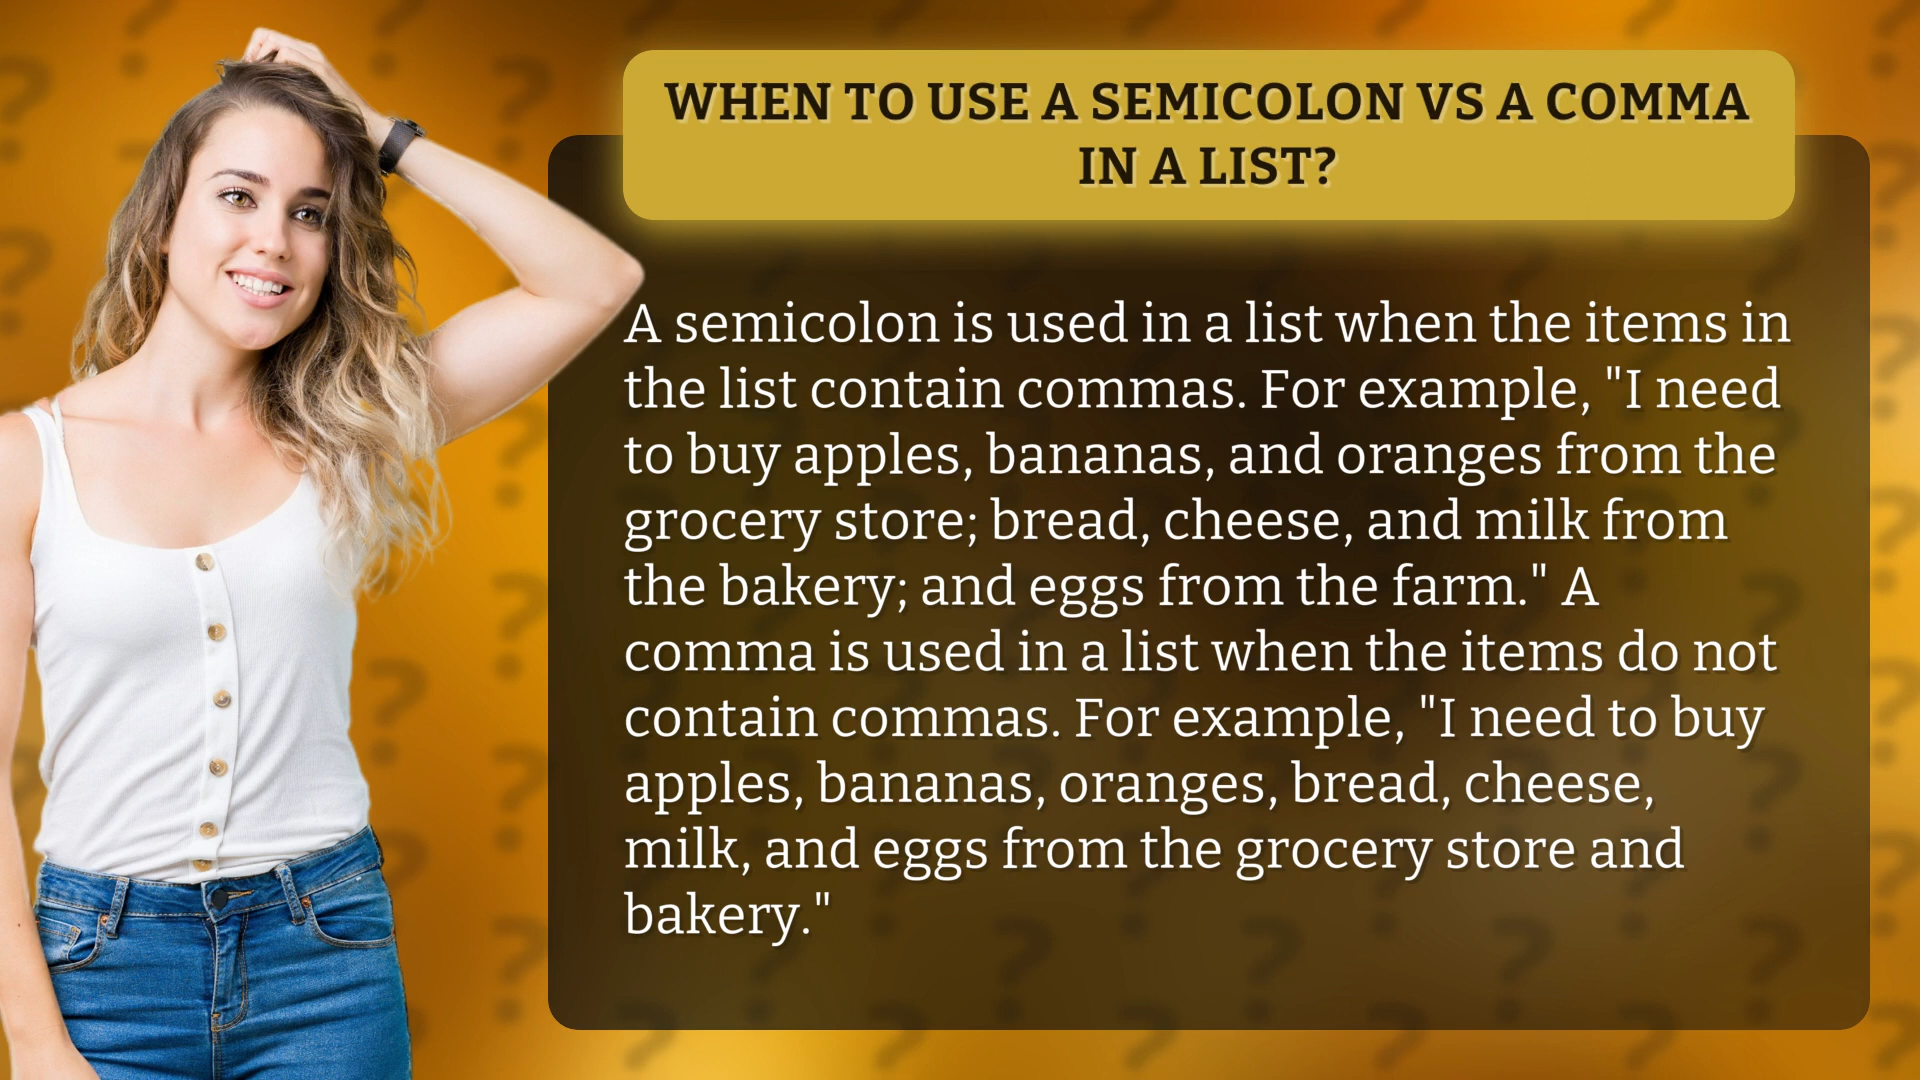 WHEN TO USE A SEMICOLON VS A COMMA
IN A LIST?
A semicolon is used in a list when the items in
the list contain commas. For example, "I need
to buy apples, bananas, and oranges from the
grocery store; bread, cheese, and milk from
the bakery; and eggs from the farm." A
comma is used in a list when the items do not
contain commas. For example, "I need to buy
apples, bananas, oranges, bread, cheese,
milk, and eggs from the grocery store and
bakery."